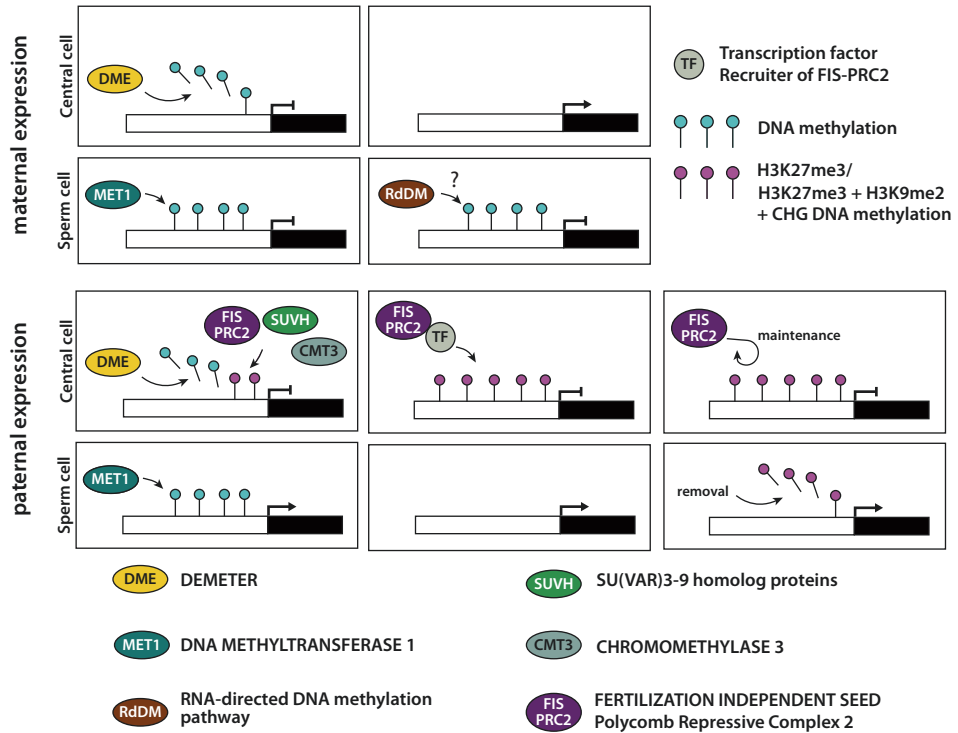 maternal expression
Central cell
DME
TF
Transcription factor
Recruiter of FIS-PRC2
DNA methylation
H3K27me3/
H3K27me3 + H3K9me2
+ CHG DNA methylation
Sperm cell
MET1
RdDM
?
paternal expression
Central cell
DME
FIS
PRC2
SUVH
CMT3
FIS
PRC2
TF
FIS
PRC2
maintenance
Sperm cell
MET1
removal
DME
DEMETER
SUVH
SU(VAR)3-9 homolog proteins
MET1
DNA METHYLTRANSFERASE 1
CMT3
CHROMOMETHYLASE 3
RdDM
RNA-directed DNA methylation
pathway
FIS
PRC2
FERTILIZATION INDEPENDENT SEED
Polycomb Repressive Complex 2